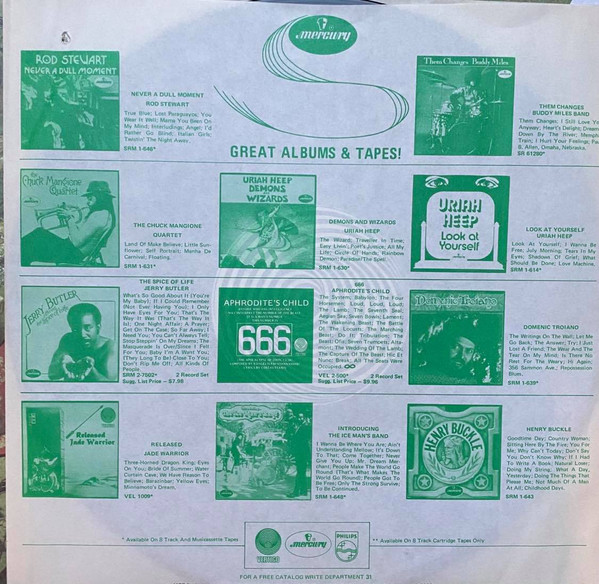 mercury
GREAT ALBUMS & TAPES!
ROD STEWART
NEVER A DULL MOMENT
NEVER A DULL MOMENT
ROD STEWART
True Blue; Lost Paraguayos; You
Wear It Well; Mama You Been On
My Mind; Interludings; Angel; I'd
Rather Go Blind; Italian Girls;
Twistin' The Night Away.
SRM 1-646*
Them Changes Buddy Miles
THEM CHANGES
BUDDY MILES BAND
Them Changes; I Still Love Yo
Anyway; Heart's Delight; Dream
Down By The River; Memph
Train; I Hurt Your Feelings; Pa
S. Alter, Omaha, Nebraska.
SR 61280*
the
Chuck Mangione
Quartet
THE CHUCK MANGIONE
QUARTET
Land Of Make Believe; Little Sun-
flower; Self Portrait; Manha De
Carnival; Floating.
SRM 1-631*
URIAH HEEP
DEMONS
AND
WIZARDS
DEMONS AND WIZARDS
URIAH HEEP
The Wizard; Traveller In Time;
Easy Livin'; Poet's Justice; All My
Life; Circle Of Hands; Rainbow
Demon; Paradise/The Spell.
SRM 1-630*
URIAH
HEEP
Look at
Yourself
LOOK AT YOURSELF
URIAH HEEP
Look At Yourself; I Wanna Be
Free; July Morning; Tears In My
Eyes; Shadows Of Grief; What
Should Be Done; Love Machine.
SRM 1-614*
JERRY BUTLER
THE SPICE OF LIFE
JERRY BUTLER
What's So Good About It (You're
My Baby); If I Could Remember
(Not Ever Having You); I Only
Have Eyes For You; That's The
Way It Was (That's The Way It
Is); One Night Affair; A Prayer;
Get On The Case; So Far Away; I
Need You; You Can't Always Tell;
Stop Steppin' On My Dreams; The
Masquerade Is Over/Since I Fell
For You; Baby I'm A Want You;
(They Long To Be) Close To You;
Don't Rip Me Off; All Kinds Of
People.
SRM 2-7502* 2 Record Set
Sugg. List Price - $7.98
APHRODITE'S CHILD
666
666
APHRODITE'S CHILD
The System; Babylon; The Four
Horsemen; Loud, Loud, Loud;
The Lamb; The Seventh Seal;
Aegian Sea; Seven Bowls; Lament;
The Wakening Beast; The Battle
Of The Locusts; The Marching
Beast; Do It; Tribulation; The
Beast; Ofis; Seven Trumpets; Alta-
mont; The Wedding Of The Lamb;
The Capture Of The Beast; Hic Et
Nunc; Break; All The Seats Were
Occupied. ∞
VEL 2 500* 2 Record Set
Sugg. List Price - $9.96
Domenic Troiano
DOMENIC TROIANO
The Writings On The Wall; Let Me
Go Back; The Answer; Try; I Just
Lost A Friend; The Wear And The
Tear On My Mind; Is There No
Rest For The Weary; Hi Again;
356 Sammon Ave.; Repossession
Blues.
SRM 1-639*
Released
Jade Warrior
RELEASED
JADE WARRIOR
Three-Horned Dragon King; Eyes
On You; Bride Of Summer; Water
Curtain Cave; We Have Reason To
Believe; Barazinbar; Yellow Eyes;
Minnamoto's Dream.
VEL 1009*
INTRODUCING
THE ICE MAN'S BAND
I Wanna Be Where You Are; Ain't
Understanding Mellow; It's Down
To That; Come Together; Never
Give You Up; Mr. Dream Mer-
chant; People Make The World Go
Round (That's What Makes The
World Go Round); People Got To
Be Free; Only The Strong Survive;
To Be Continued.
SRM 1-648*
HENRY BUCKLE
HENRY BUCKLE
Goodtime Day; Country Woman;
Sitting Here By The Fire; You For
Me; Why Can't Today; Don't Say
You Don't Know Why; If I Had
To Write A Book; Natural Loser;
Doing My String; What A Day,
Yesterday; Doing The Things That
Please Me; Not Much Of A Man
At All; Childhood Days.
SRM 1-643
* Available On 8 Track And Musicassette Tapes
VERTIGO
mercury
PHILIPS
** Available On 8 Track Cartridge Tapes Only
FOR A FREE CATALOG WRITE DEPARTMENT 31